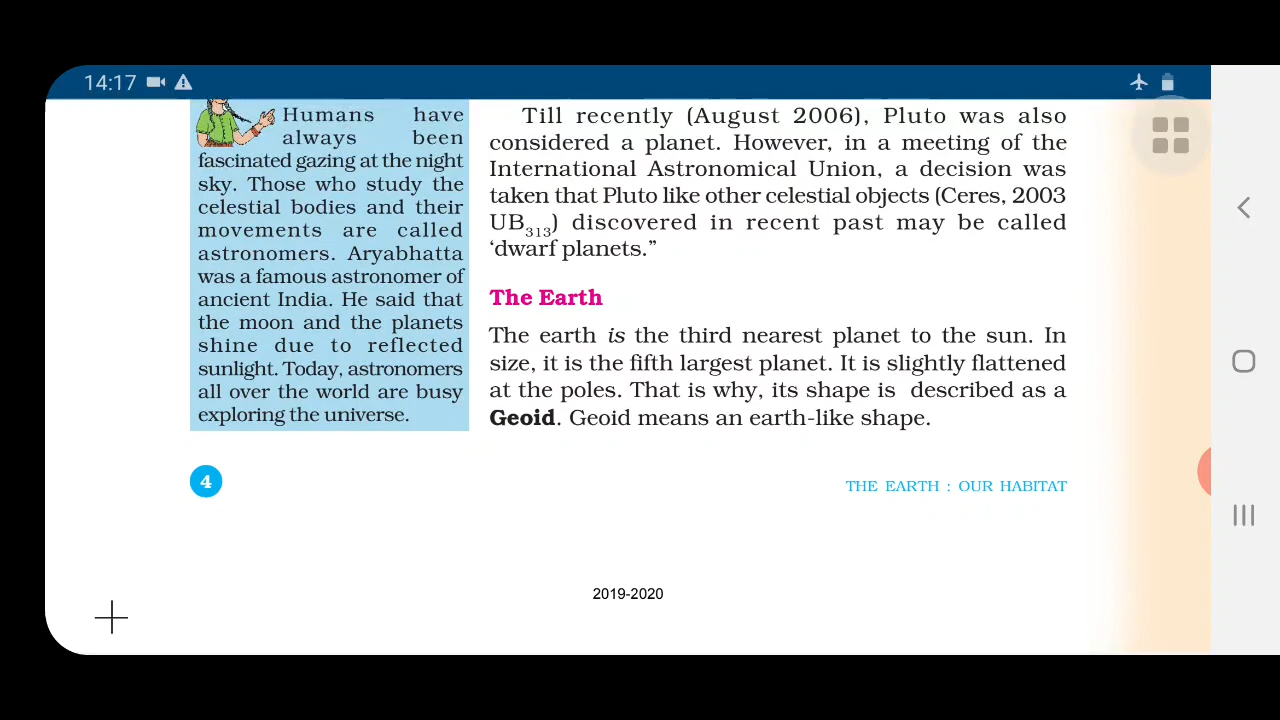 14:17
Humans have
always been
fascinated gazing at the night
sky. Those who study the
celestial bodies and their
movements are called
astronomers. Aryabhatta
was a famous astronomer of
ancient India. He said that
the moon and the planets
shine due to reflected
sunlight. Today, astronomers
all over the world are busy
exploring the universe.
Till recently (August 2006), Pluto was also
considered a planet. However, in a meeting of the
International Astronomical Union, a decision was
taken that Pluto like other celestial objects (Ceres, 2003
UB₃₁₃) discovered in recent past may be called
‘dwarf planets.”
The Earth
The earth is the third nearest planet to the sun. In
size, it is the fifth largest planet. It is slightly flattened
at the poles. That is why, its shape is described as a
Geoid. Geoid means an earth-like shape.
4
THE EARTH : OUR HABITAT
2019-2020